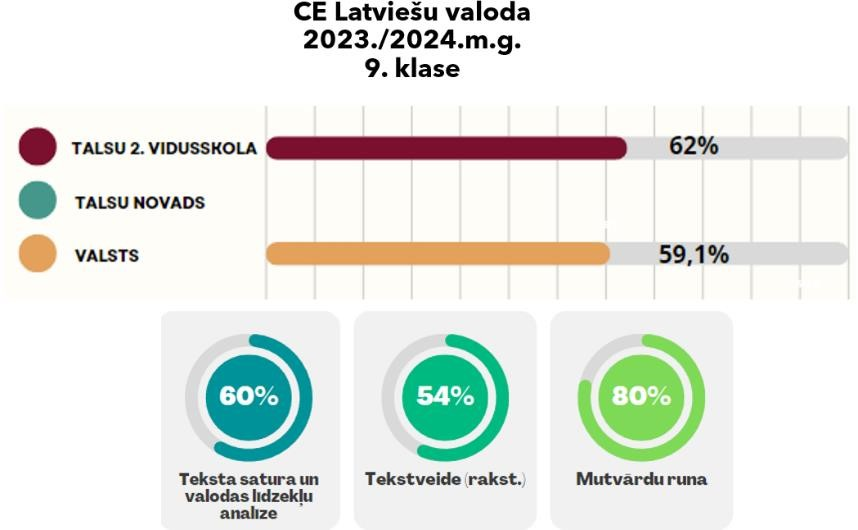 CE Latviešu valoda
2023./2024.m.g.
9. klase
TALSU 2. VIDUSSKOLA 62%
TALSU NOVADS
VALSTS 59,1%
60% 54% 80%
Teksta satura un
valodas līdzekļu
analīze
Tekstveide (rakst.)
Mutvārdu runa